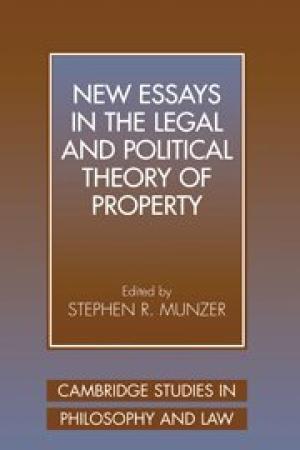 NEW ESSAYS
IN THE LEGAL
AND POLITICAL
THEORY OF
PROPERTY
Edited by
STEPHEN R. MUNZER
CAMBRIDGE STUDIES IN
PHILOSOPHY AND LAW